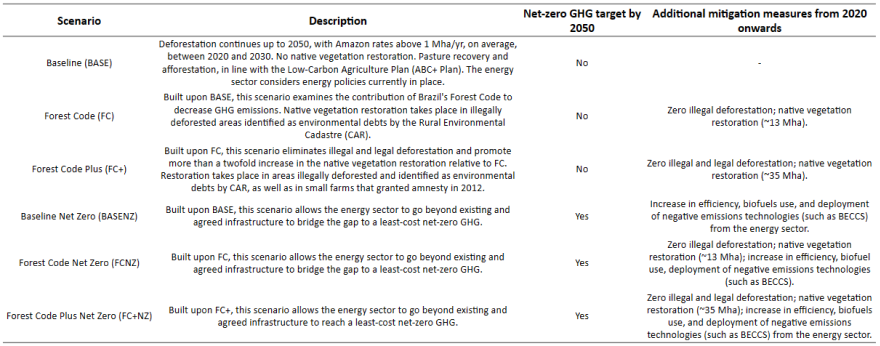 Scenario Description Net-zero GHG target by 2050 Additional mitigation measures from 2020 onwards
Baseline (BASE)
Deforestation continues up to 2050, with Amazon rates above 1 Mha/yr, on average,
between 2020 and 2030. No native vegetation restoration. Pasture recovery and
afforestation, in line with the Low-Carbon Agriculture Plan (ABC+ Plan). The energy
sector considers energy policies currently in place.
No
-
Forest Code (FC)
Built upon BASE, this scenario examines the contribution of Brazil's Forest Code to
decrease GHG emissions. Native vegetation restoration takes place in illegally
deforested areas identified as environmental debts by the Rural Environmental
Cadastre (CAR).
No
Zero illegal deforestation; native vegetation
restoration (~13 Mha).
Forest Code Plus (FC+)
Built upon FC, this scenario eliminates illegal and legal deforestation and promote
more than a twofold increase in the native vegetation restoration relative to FC.
Restoration takes place in areas illegally deforested and identified as environmental
debts by CAR, as well as in small farms that granted amnesty in 2012.
No
Zero illegal and legal deforestation; native vegetation
restoration (~35 Mha).
Baseline Net Zero (BASENZ)
Built upon BASE, this scenario allows the energy sector to go beyond existing and
agreed infrastructure to bridge the gap to a least-cost net-zero GHG.
Yes
Increase in efficiency, biofuels use, and deployment
of negative emissions technologies (such as BECCS)
from the energy sector.
Forest Code Net Zero (FCNZ)
Built upon FC, this scenario allows the energy sector to go beyond existing and
agreed infrastructure to bridge the gap to a least-cost net-zero GHG.
Yes
Zero illegal deforestation; native vegetation
restoration (~13 Mha); increase in efficiency, biofuel
use, deployment of negative emissions technologies
(such as BECCS).
Forest Code Plus Net Zero (FC+NZ)
Built upon FC+, this scenario allows the energy sector to go beyond existing and
agreed infrastructure to reach a least-cost net-zero GHG.
Yes
Zero illegal and legal deforestation; native vegetation
restoration (~35 Mha); increase in efficiency, biofuels
use, and deployment of negative emissions
technologies (such as BECCS) from the energy sector.